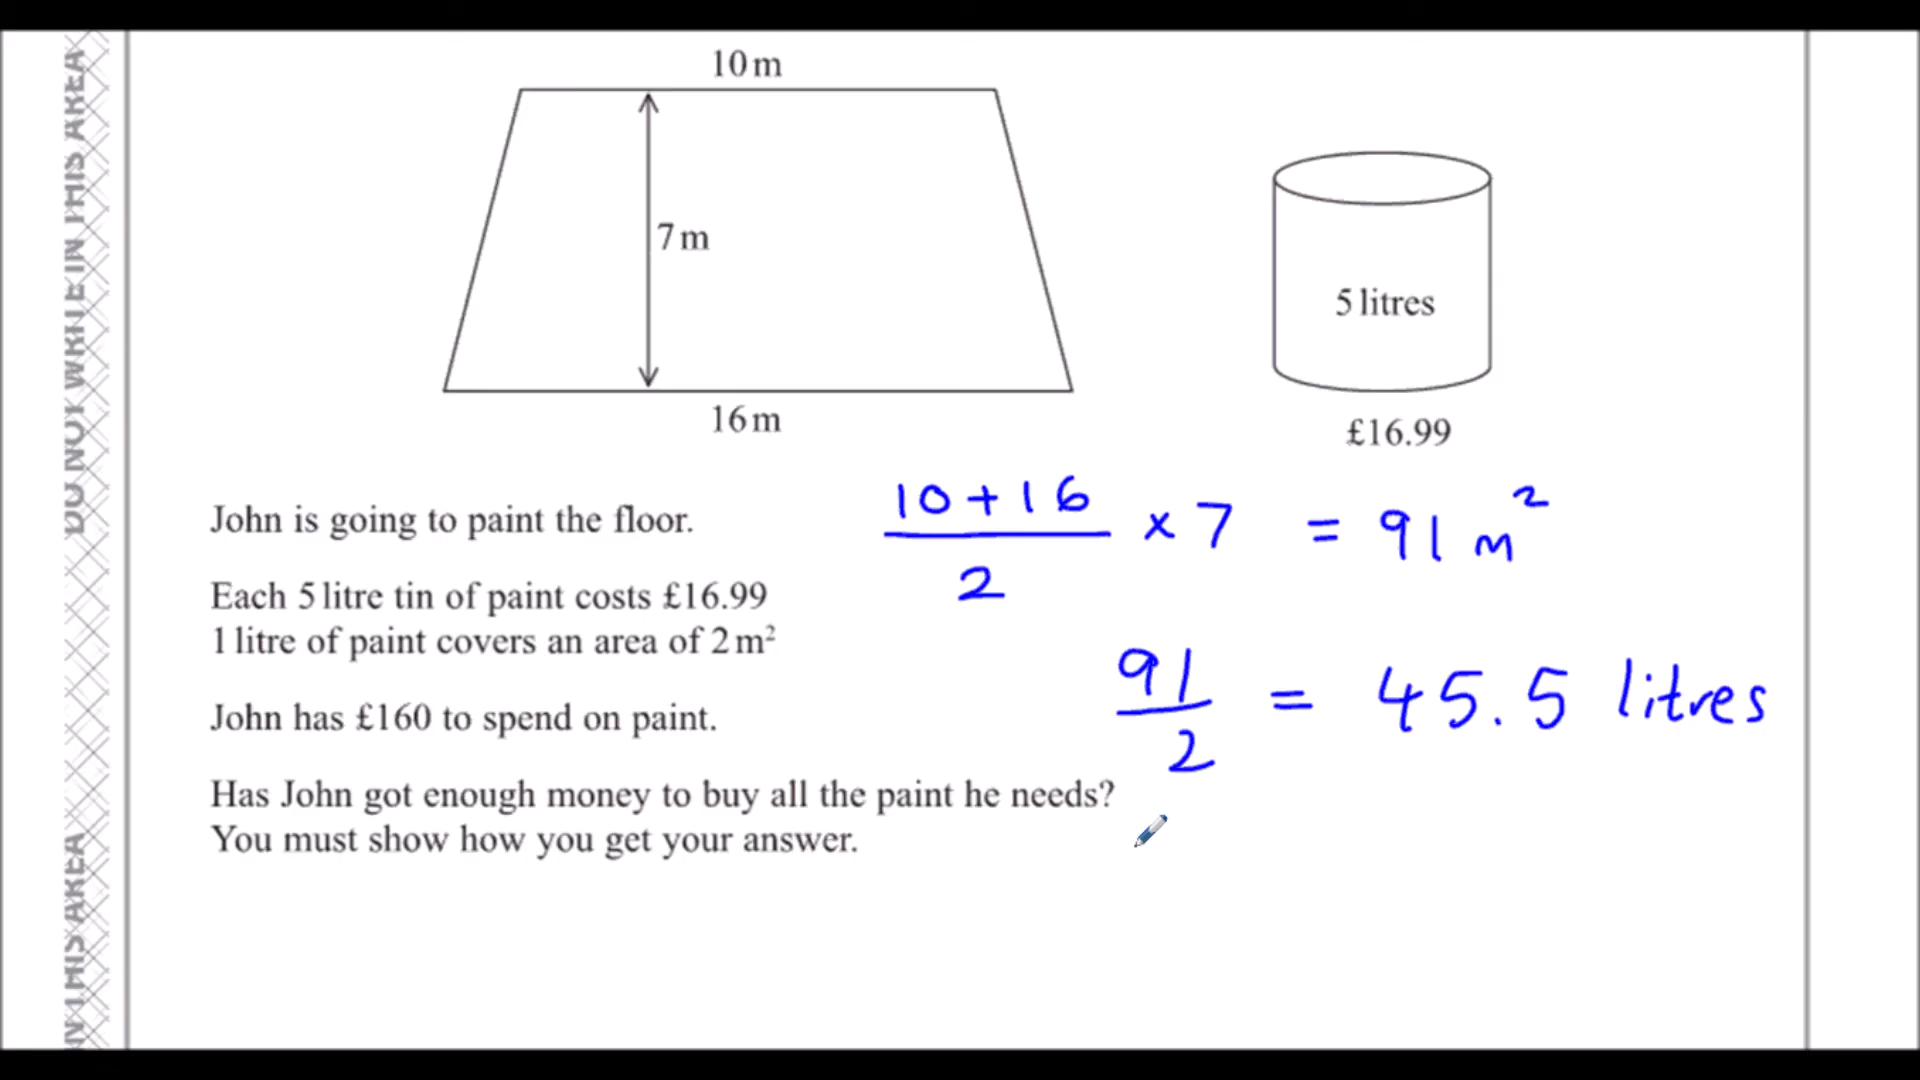 10 m
7 m
5 litres
16 m
£16.99
John is going to paint the floor.
10 + 16
2
× 7 = 91 m²
Each 5 litre tin of paint costs £16.99
1 litre of paint covers an area of 2 m²
91
2
= 45.5 litres
John has £160 to spend on paint.
Has John got enough money to buy all the paint he needs?
You must show how you get your answer.
DO NOT WRITE IN THIS AREA
IN THIS AREA